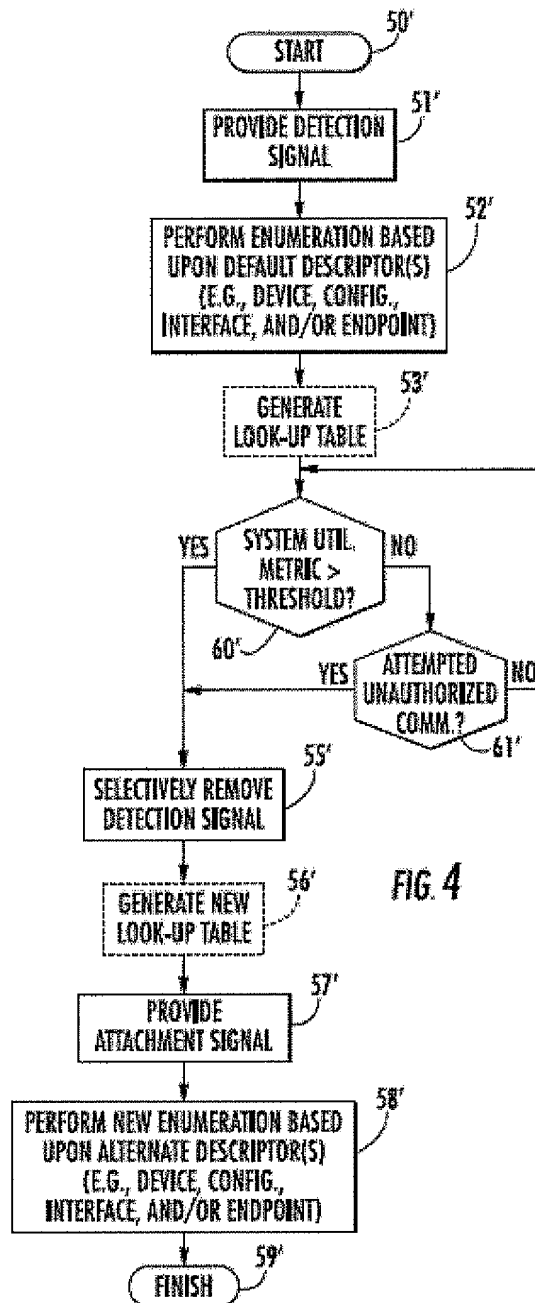 50'
START
51'
PROVIDE DETECTION
SIGNAL
52'
PERFORM ENUMERATION BASED
UPON DEFAULT DESCRIPTOR(S)
(E.G., DEVICE, CONFIG.,
INTERFACE, AND/OR ENDPOINT)
53'
GENERATE
LOOK-UP TABLE
YES
SYSTEM UTIL.
METRIC >
THRESHOLD?
NO
60'
YES
ATTEMPTED
UNAUTHORIZED
COMM.?
NO
61'
55'
SELECTIVELY REMOVE
DETECTION SIGNAL
56'
GENERATE NEW
LOOK-UP TABLE
FIG. 4
57'
PROVIDE
ATTACHMENT SIGNAL
58'
PERFORM NEW ENUMERATION BASED
UPON ALTERNATE DESCRIPTOR(S)
(E.G., DEVICE, CONFIG.,
INTERFACE, AND/OR ENDPOINT)
59'
FINISH